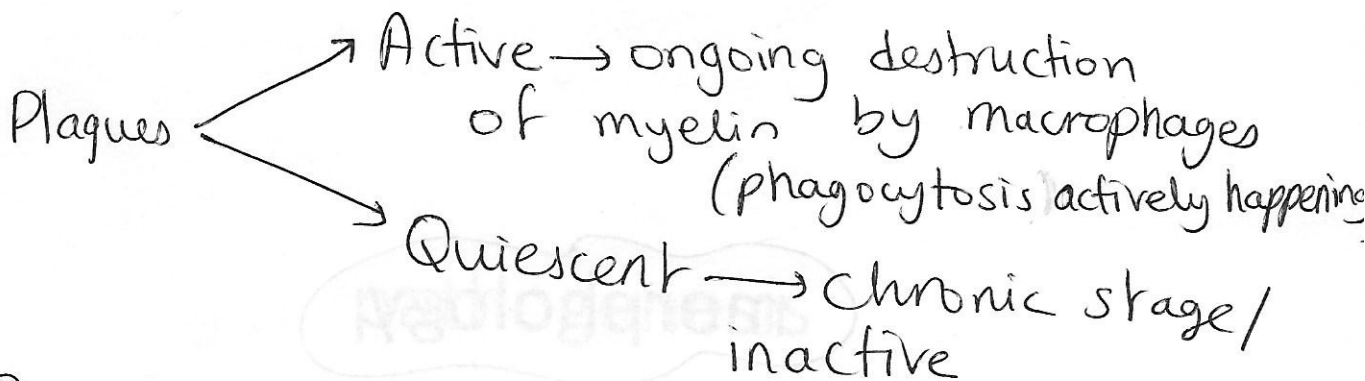 Plaques
Active → ongoing destruction
of myelin by macrophages
(phagocytosis actively happening
Quiescent → chronic stage/
inactive